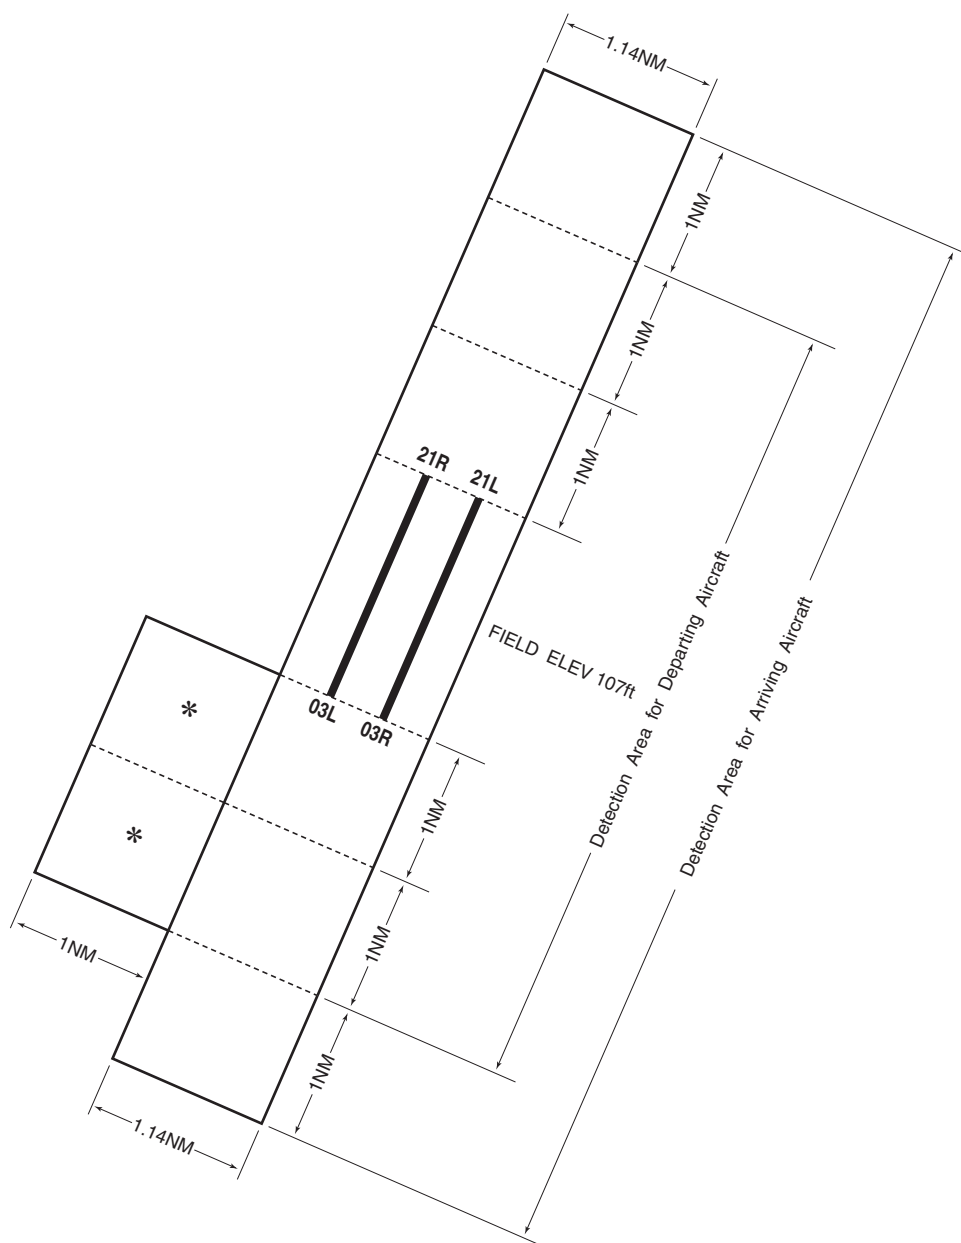 1.14NM
1NM
1NM
1NM
21R
21L
FIELD ELEV 107ft
Detection Area for Departing Aircraft
Detection Area for Arriving Aircraft
*
03L
03R
*
1NM
1NM
1NM
1NM
1.14NM